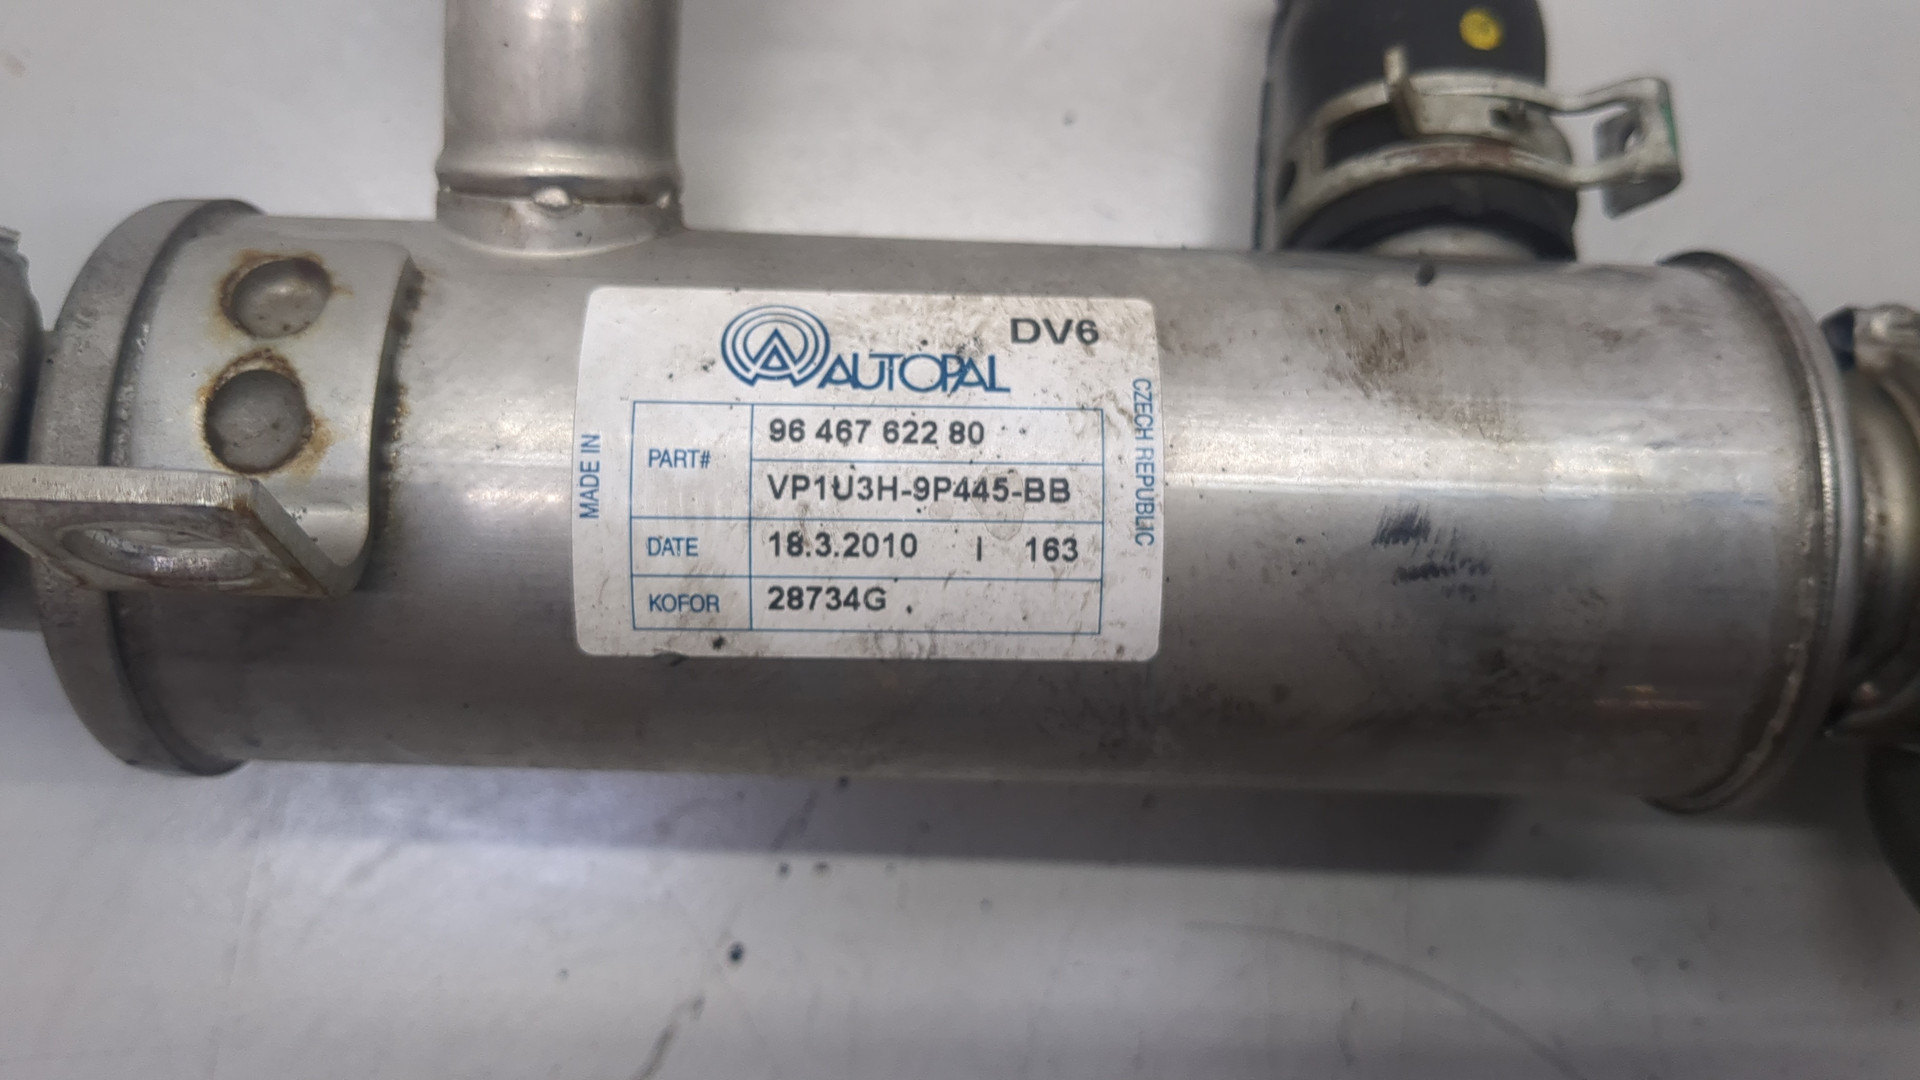 DV6
AUTOPAL
MADE IN
PART#
96 467 622 80
VP1U3H-9P445-BB
DATE
18.3.2010 | 163
KOFOR
28734G
CZECH REPUBLIC